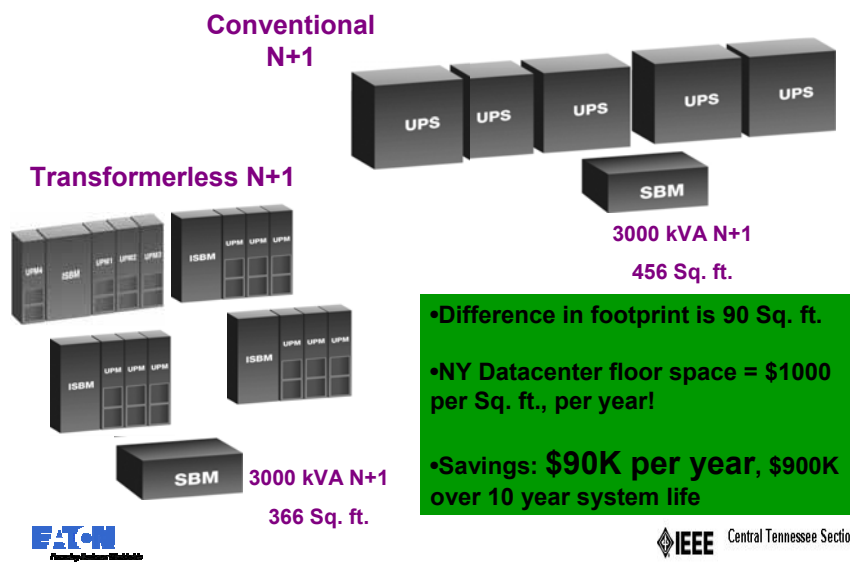 Conventional
N+1
UPS
UPS
UPS
UPS
UPS
SBM
3000 kVA N+1
456 Sq. ft.
Transformerless N+1
UPM4
ISBM
UPM1
UPM2
UPM3
ISBM
UPM
UPM
UPM
ISBM
UPM
UPM
UPM
ISBM
UPM
UPM
UPM
SBM
3000 kVA N+1
366 Sq. ft.
•Difference in footprint is 90 Sq. ft.
•NY Datacenter floor space = $1000
per Sq. ft., per year!
•Savings: $90K per year, $900K
over 10 year system life
EATON
Powering Business Worldwide
IEEE
Central Tennessee Sectio